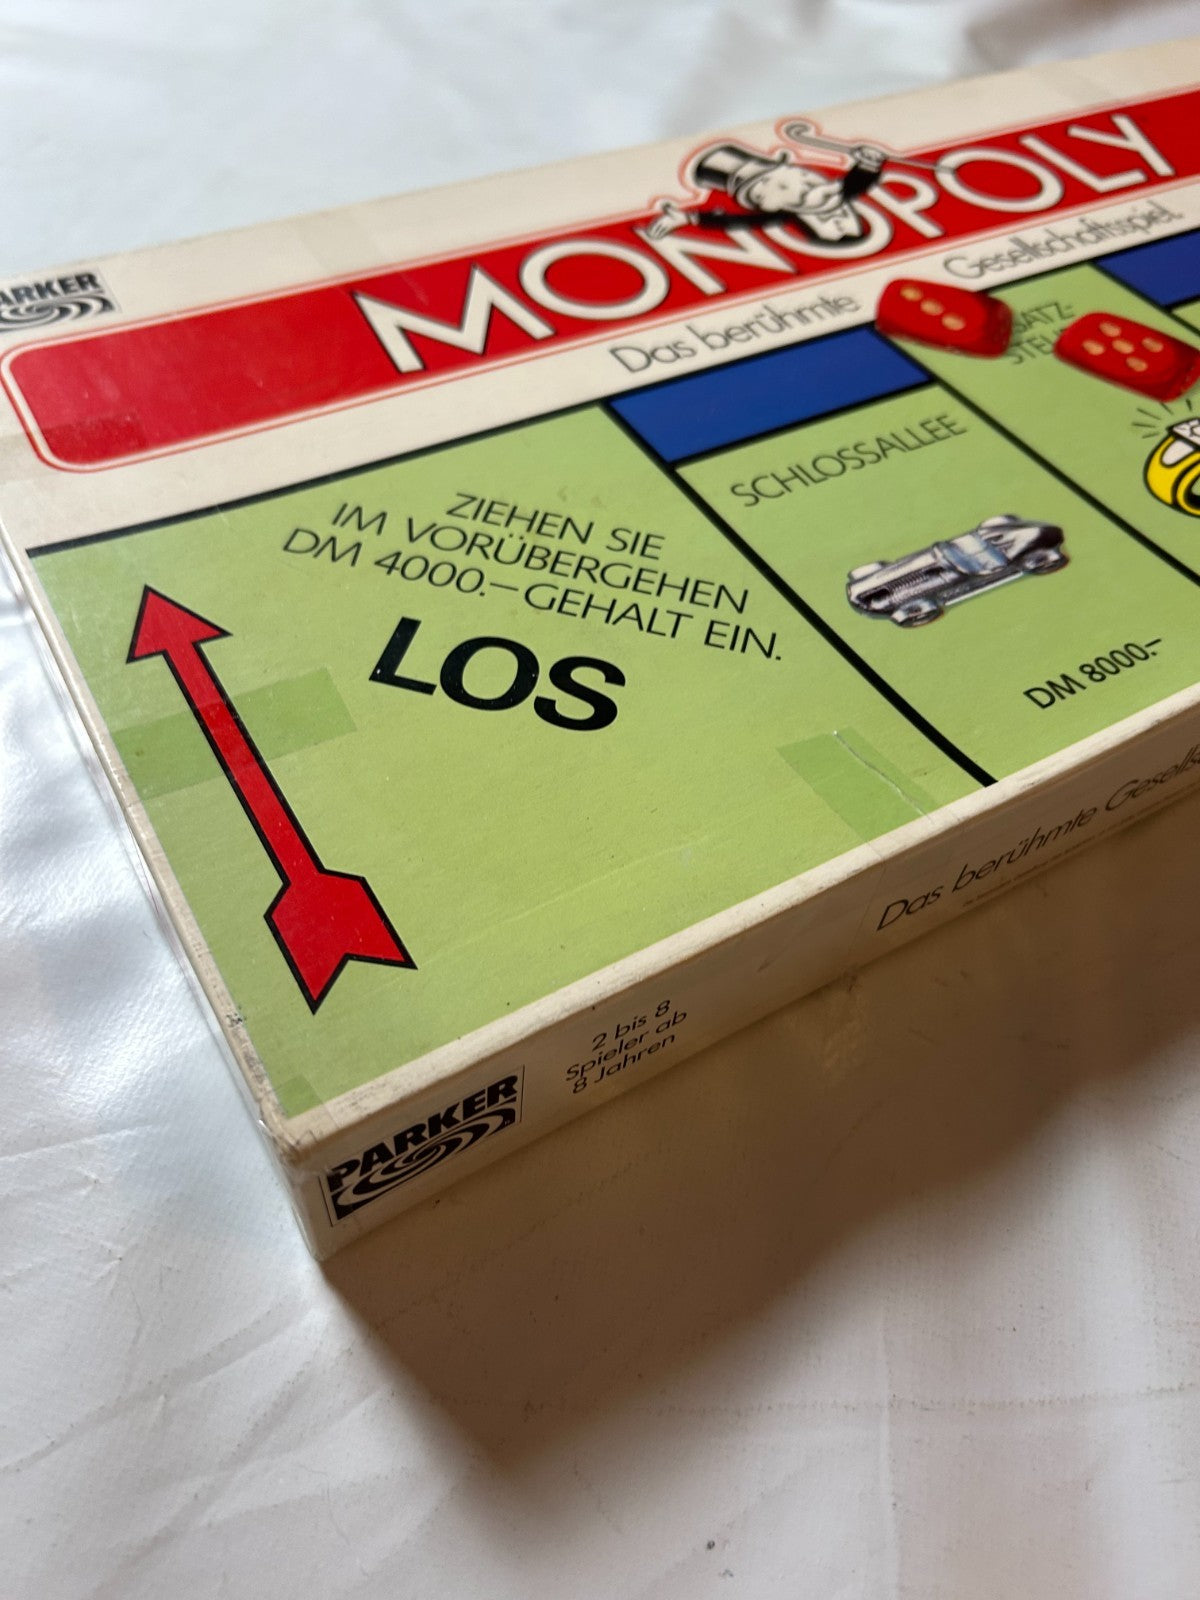 PARKER
MONOPOLY
Das berühmte Gesellschaftsspiel
ZIEHEN SIE
IM VORÜBERGEHEN
DM 4000.—GEHALT EIN.
LOS
SCHLOSSALLEE
DM 8000.–
Das berühmte
2 bis 8
Spieler ab
8 Jahren
PARKER